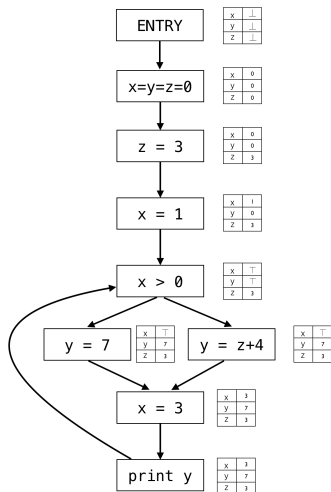 ENTRY
x ⊥
y ⊥
z ⊥
x=y=z=0
x 0
y 0
z 0
z = 3
x 0
y 0
z 3
x = 1
x 1
y 0
z 3
x > 0
x ⊤
y ⊤
z 3
y = 7
x ⊤
y 7
z 3
y = z+4
x ⊤
y 7
z 3
x = 3
x 3
y 7
z 3
print y
x 3
y 7
z 3